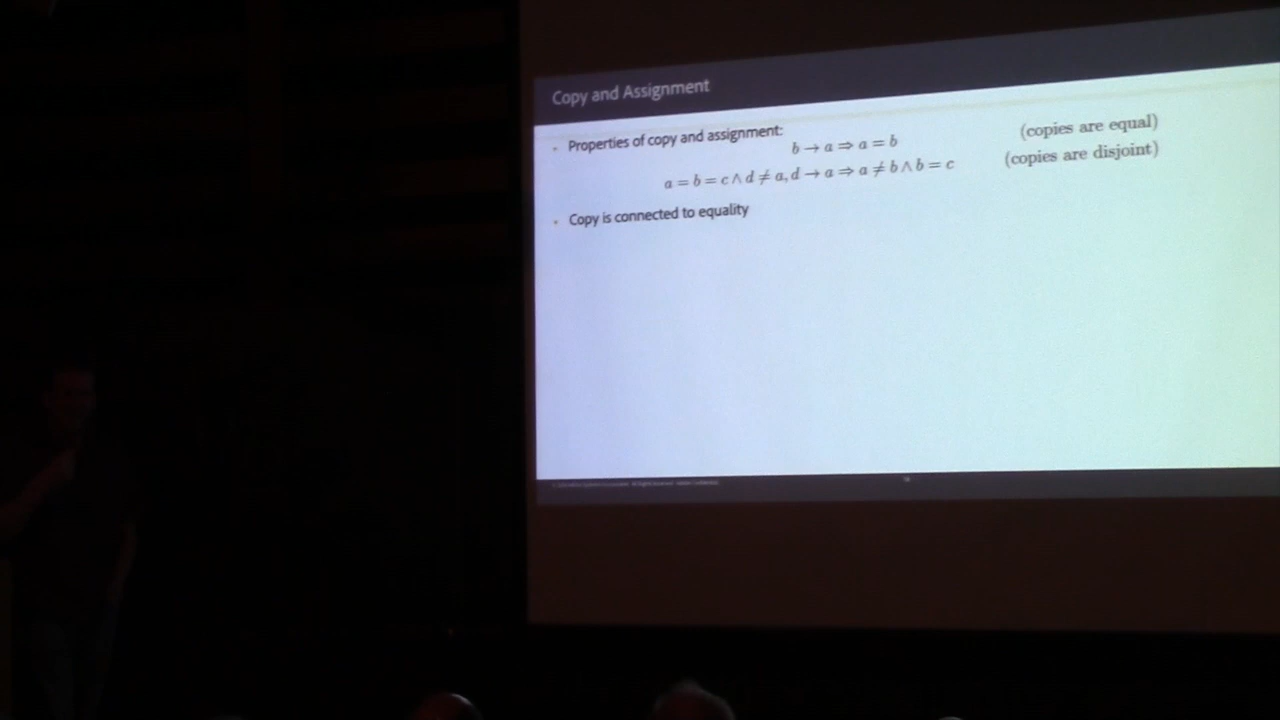 Copy and Assignment
• Properties of copy and assignment:
b → a ⇒ a = b (copies are equal)
a = b = c ∧ d ≠ a, d → a ⇒ a ≠ b ∧ b = c (copies are disjoint)
• Copy is connected to equality